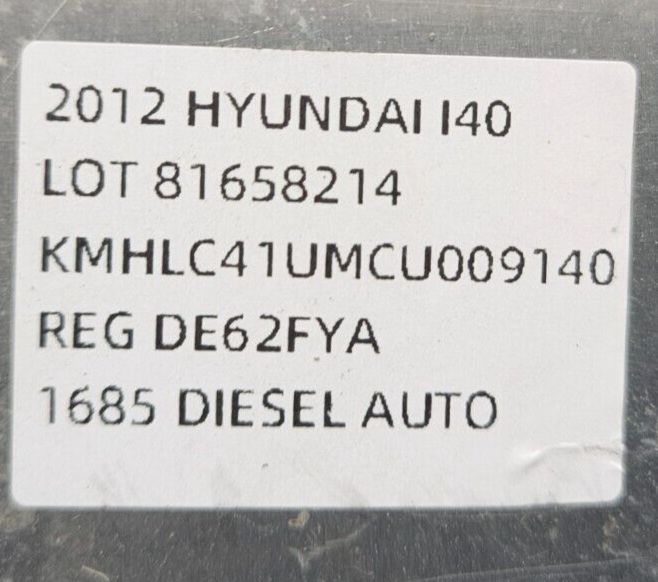 2012 HYUNDAI I40
LOT 81658214
KMHLC41UMCU009140
REG DE62FYA
1685 DIESEL AUTO